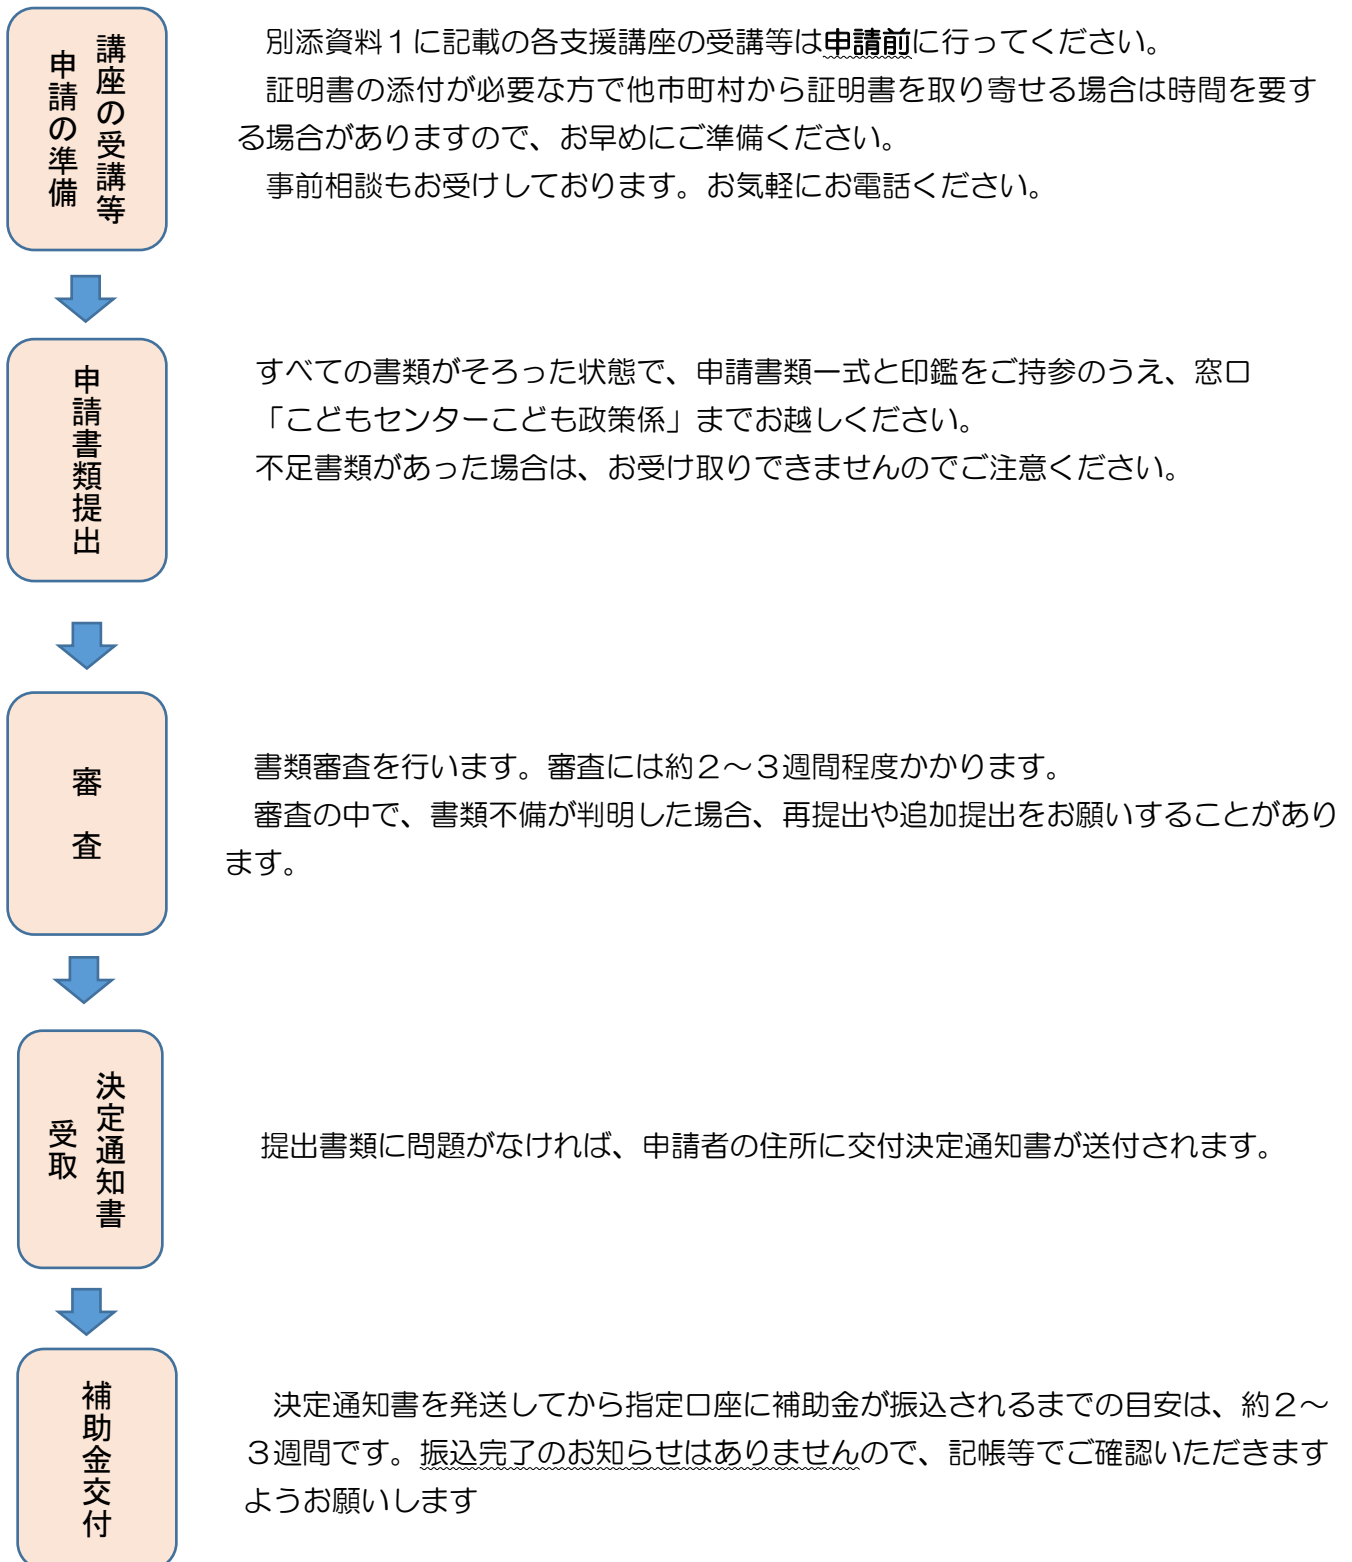 講座の受講等
申請の準備
別添資料１に記載の各支援講座の受講等は申請前に行ってください。
証明書の添付が必要な方で他市町村から証明書を取り寄せる場合は時間を要す
る場合がありますので、お早めにご準備ください。
事前相談もお受けしております。お気軽にお電話ください。
申請書類提出
すべての書類がそろった状態で、申請書類一式と印鑑をご持参のうえ、窓口
「こどもセンターこども政策係」までお越しください。
不足書類があった場合は、お受け取りできませんのでご注意ください。
審査
書類審査を行います。審査には約２～３週間程度かかります。
審査の中で、書類不備が判明した場合、再提出や追加提出をお願いすることがあり
ます。
決定通知書
受取
提出書類に問題がなければ、申請者の住所に交付決定通知書が送付されます。
補助金交付
決定通知書を発送してから指定口座に補助金が振込されるまでの目安は、約２～
３週間です。振込完了のお知らせはありませんので、記帳等でご確認いただきます
ようお願いします